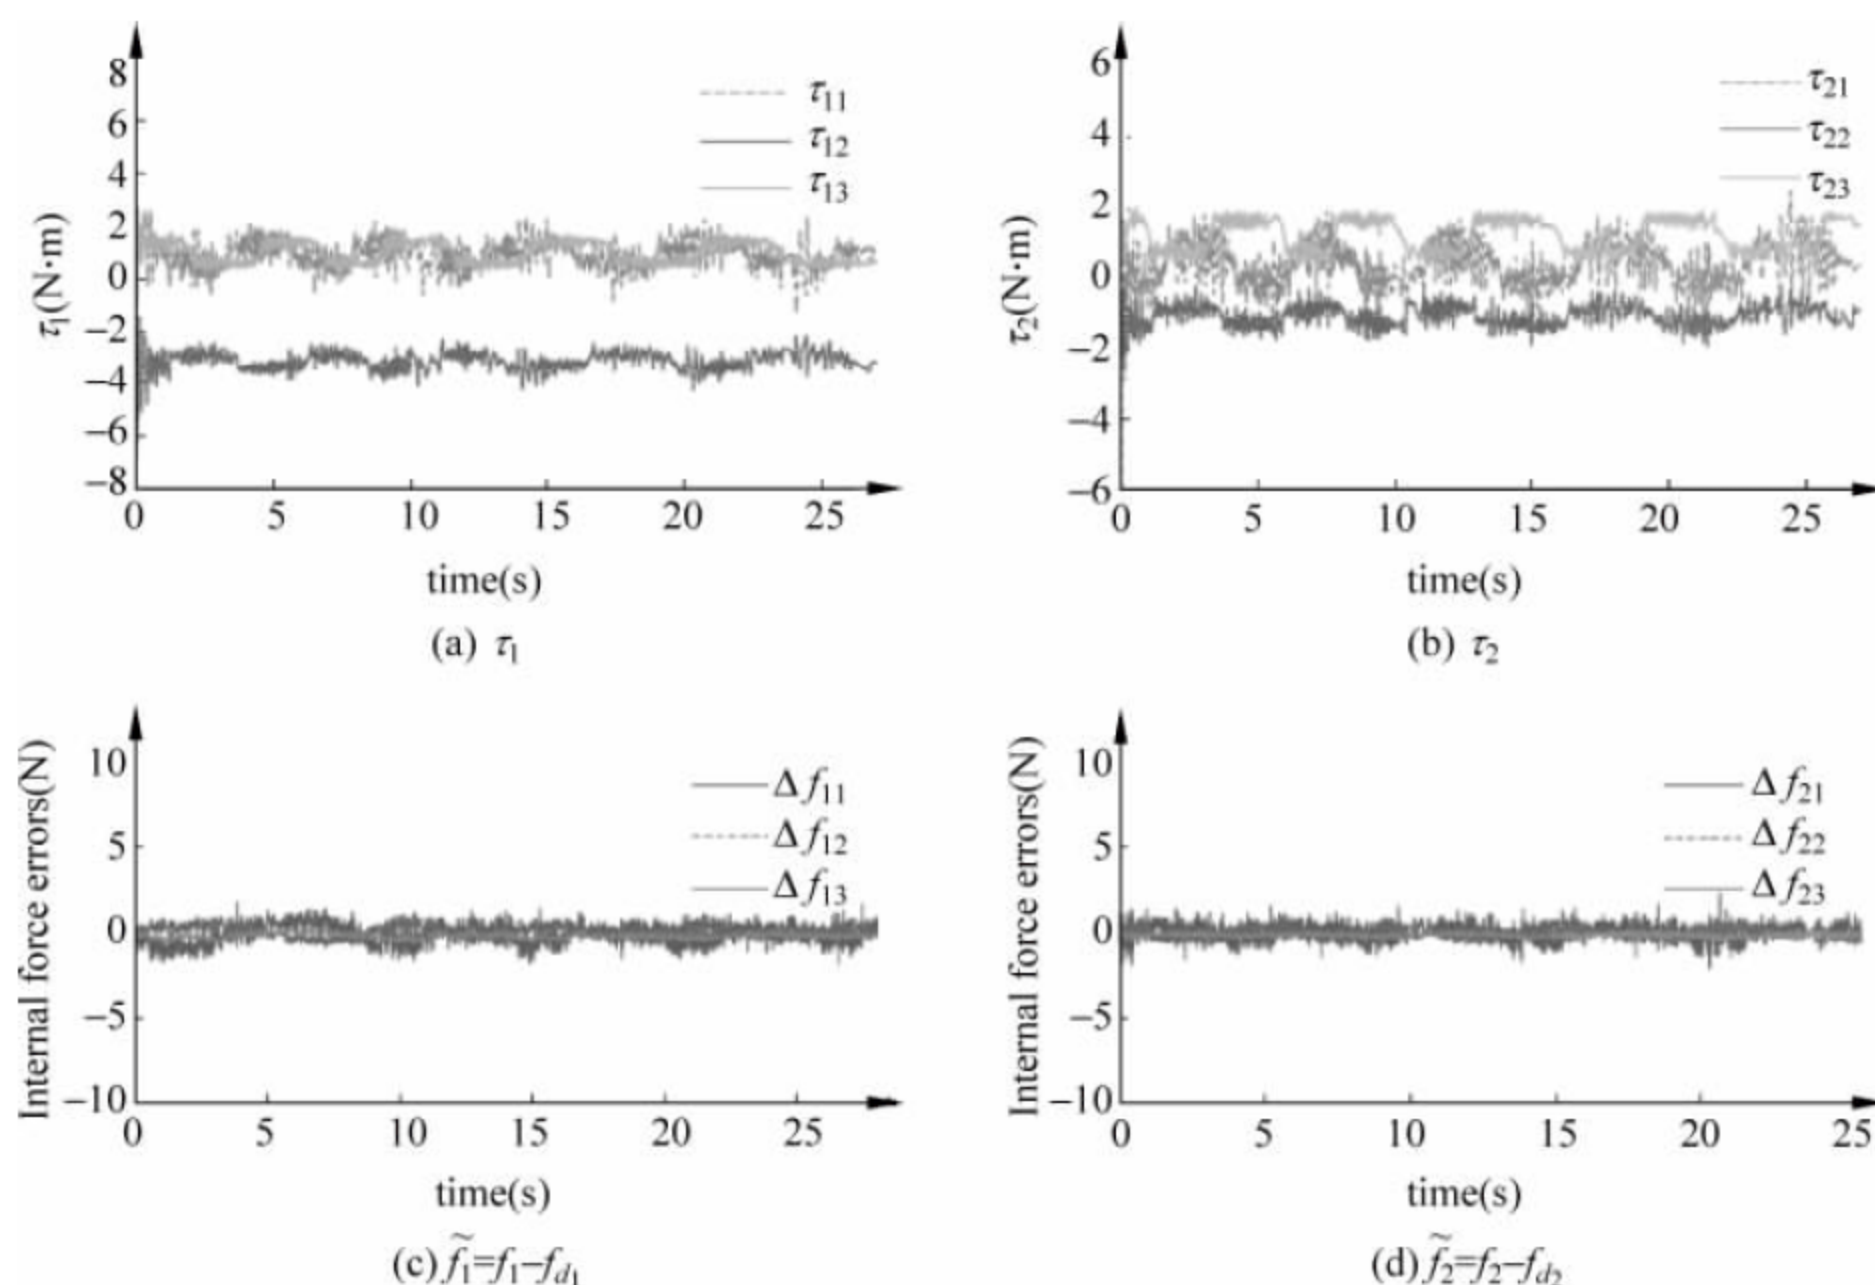 8
6
4
2
0
−2
−4
−6
−8
τ₁(N·m)
τ₁₁
τ₁₂
τ₁₃
0 5 10 15 20 25
time(s)
(a) τ₁
6
4
2
0
−2
−4
−6
τ₂(N·m)
τ₂₁
τ₂₂
τ₂₃
0 5 10 15 20 25
time(s)
(b) τ₂
10
5
0
−5
−10
Internal force errors(N)
Δf₁₁
Δf₁₂
Δf₁₃
0 5 10 15 20 25
time(s)
(c) f̃₁=f₁−f_{d₁}
10
5
0
−5
−10
Internal force errors(N)
Δf₂₁
Δf₂₂
Δf₂₃
0 5 10 15 20 25
time(s)
(d) f̃₂=f₂−f_{d₂}